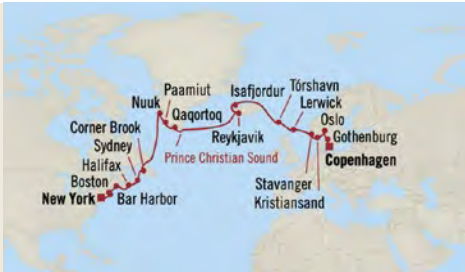 Nuuk
Paamiut
Qaqortoq
Isafjordur
Tórshavn
Lerwick
Oslo
Gothenburg
Copenhagen
Corner Brook
Sydney
Halifax
Boston
New York
Bar Harbor
Prince Christian Sound
Reykjavik
Stavanger
Kristiansand